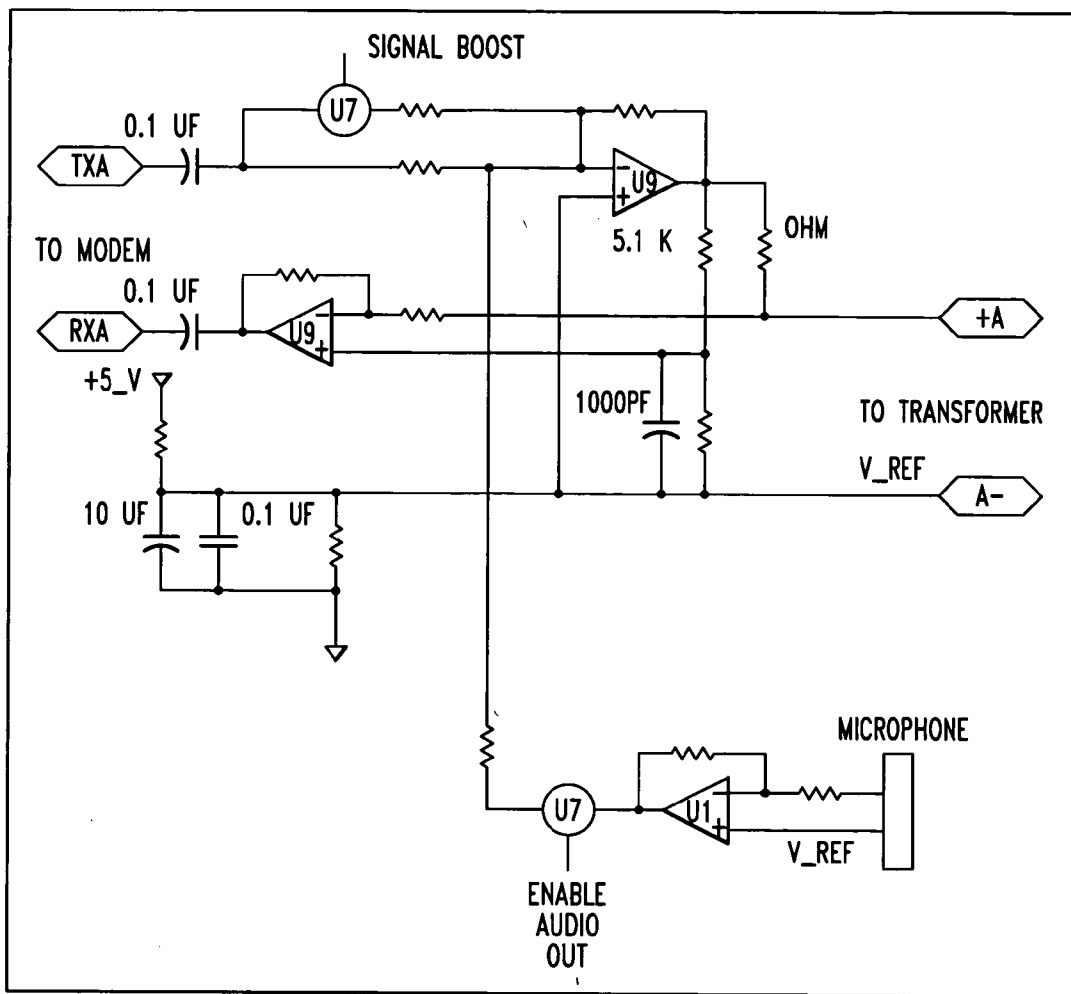 SIGNAL BOOST
U7
0.1 UF
TXA
-
U9
+
5.1 K
OHM
TO MODEM
0.1 UF
RXA
-
U9
+
+A
+5_V
1000PF
TO TRANSFORMER
V_REF
A-
10 UF
0.1 UF
MICROPHONE
U7
-
U1
+
V_REF
ENABLE
AUDIO
OUT